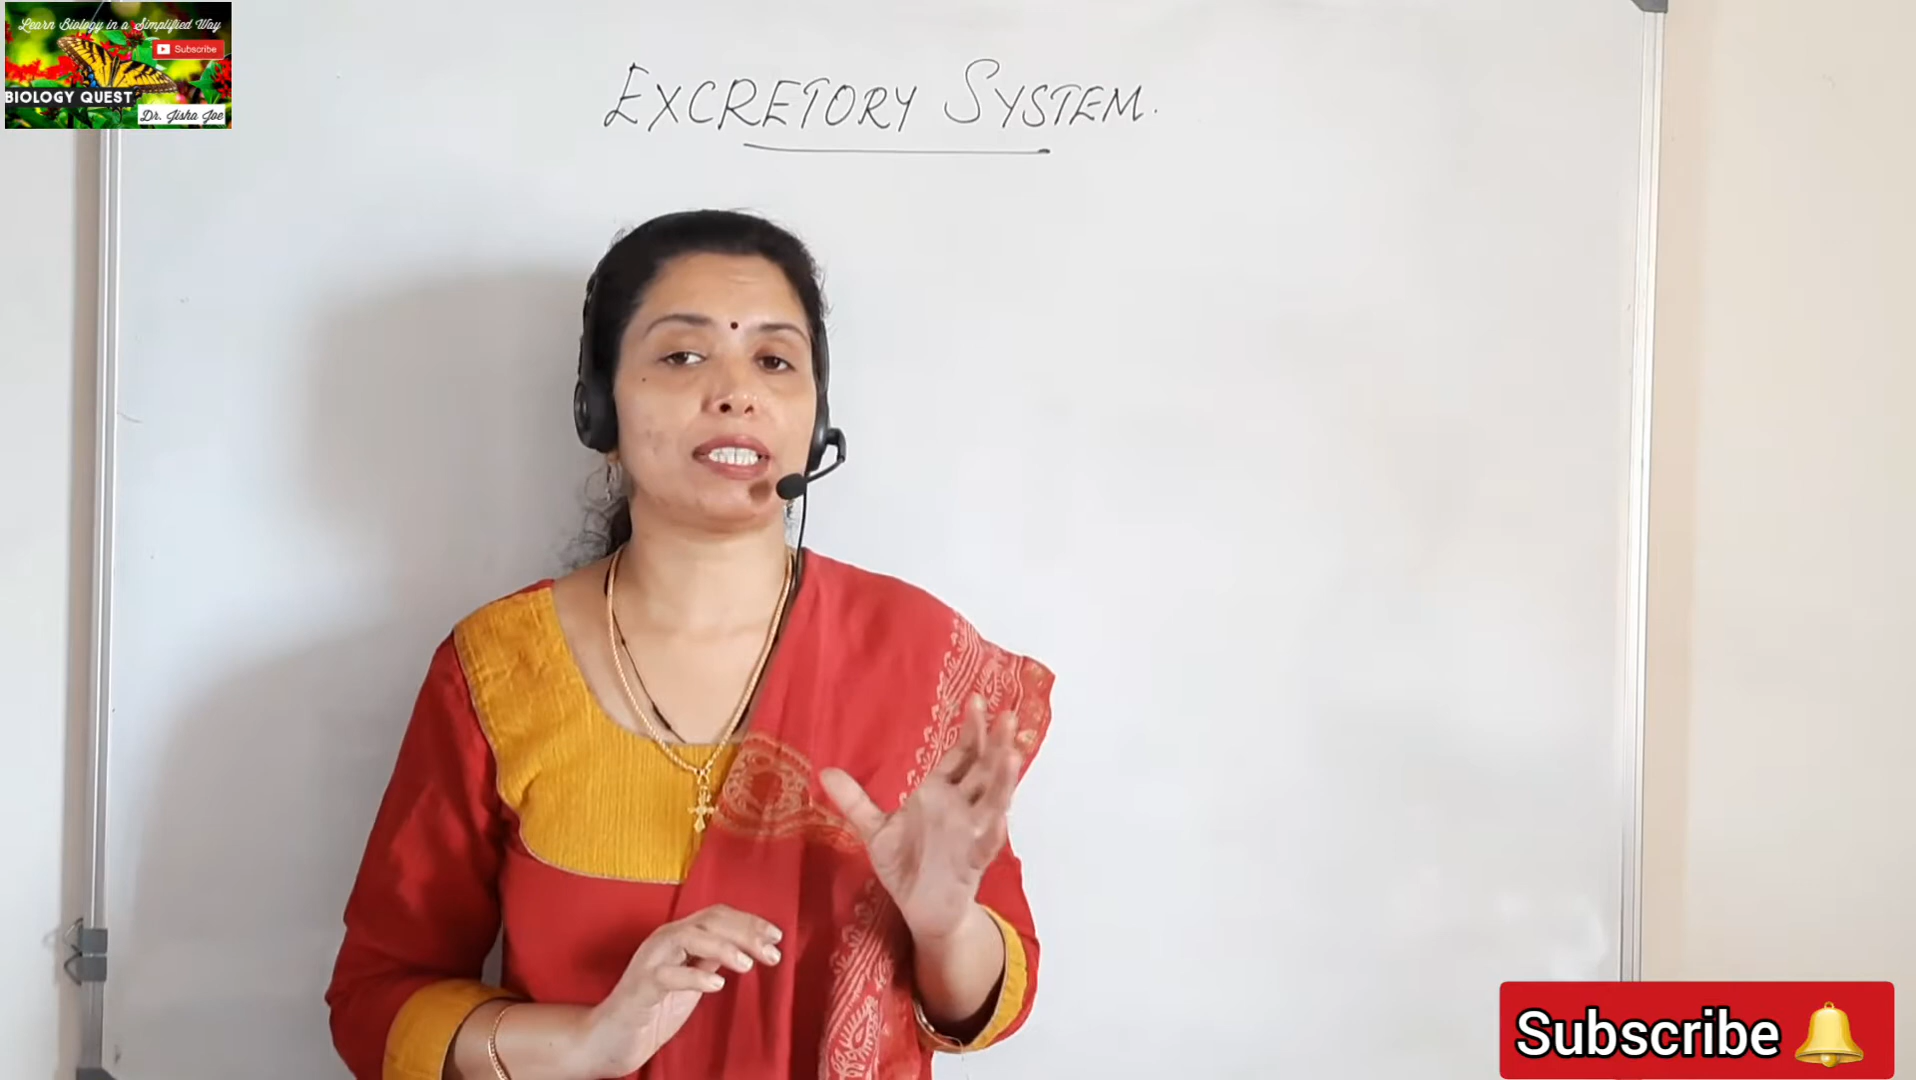 Learn Biology in a Simplified Way
Subscribe
BIOLOGY QUEST
Dr. Jisha Joe
EXCRETORY SYSTEM.
Subscribe